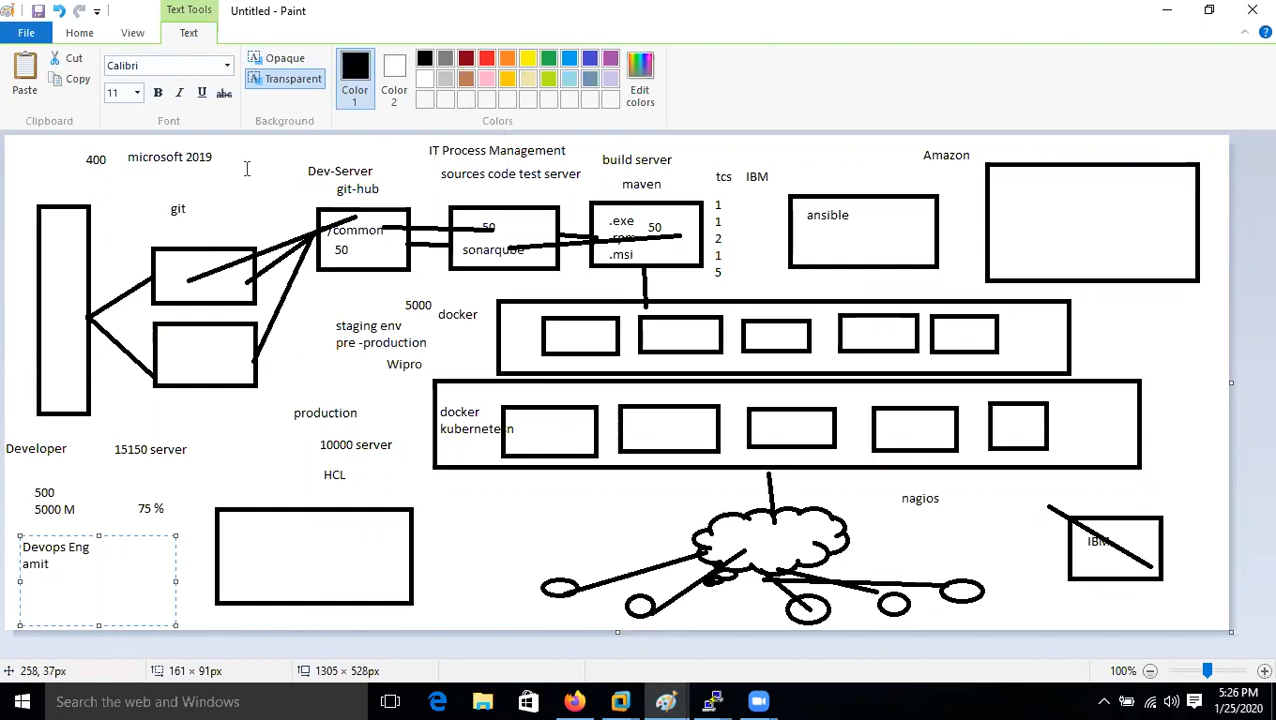 Text Tools
Untitled - Paint
File
Home
View
Text
Paste
Cut
Copy
Clipboard
Calibri
11
B
I
U
abc
Font
Opaque
Transparent
Background
Color
1
Color
2
Edit
colors
Colors
400
microsoft 2019
IT Process Management
build server
Amazon
Dev-Server
git-hub
sources code test server
maven
tcs
IBM
git
/common
50
50
sonarqube
.exe
.rpm
.msi
50
1
1
2
1
5
ansible
5000
docker
staging env
pre -production
Wipro
production
docker
kubernetesn
Developer
15150 server
10000 server
HCL
500
5000 M
75 %
nagios
Devops Eng
amit
IBM
258, 37px
161 × 91px
1305 × 528px
100%
Search the web and Windows
5:26 PM
1/25/2020